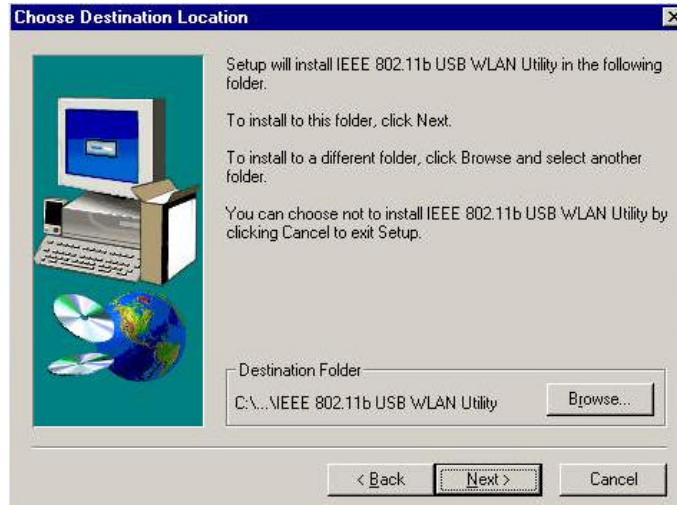 Choose Destination Location
Setup will install IEEE 802.11b USB WLAN Utility in the following
folder.
To install to this folder, click Next.
To install to a different folder, click Browse and select another
folder.
You can choose not to install IEEE 802.11b USB WLAN Utility by
clicking Cancel to exit Setup.
Destination Folder
C:\...\IEEE 802.11b USB WLAN Utility
Browse...
< Back
Next >
Cancel